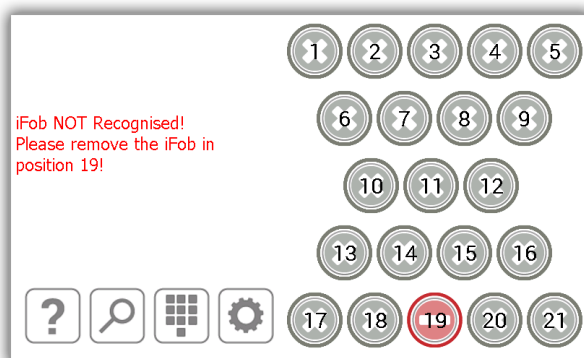 1 2 3 4 5
6 7 8 9
iFob NOT Recognised!
Please remove the iFob in
position 19!
10 11 12
13 14 15 16
?
17 18 19 20 21